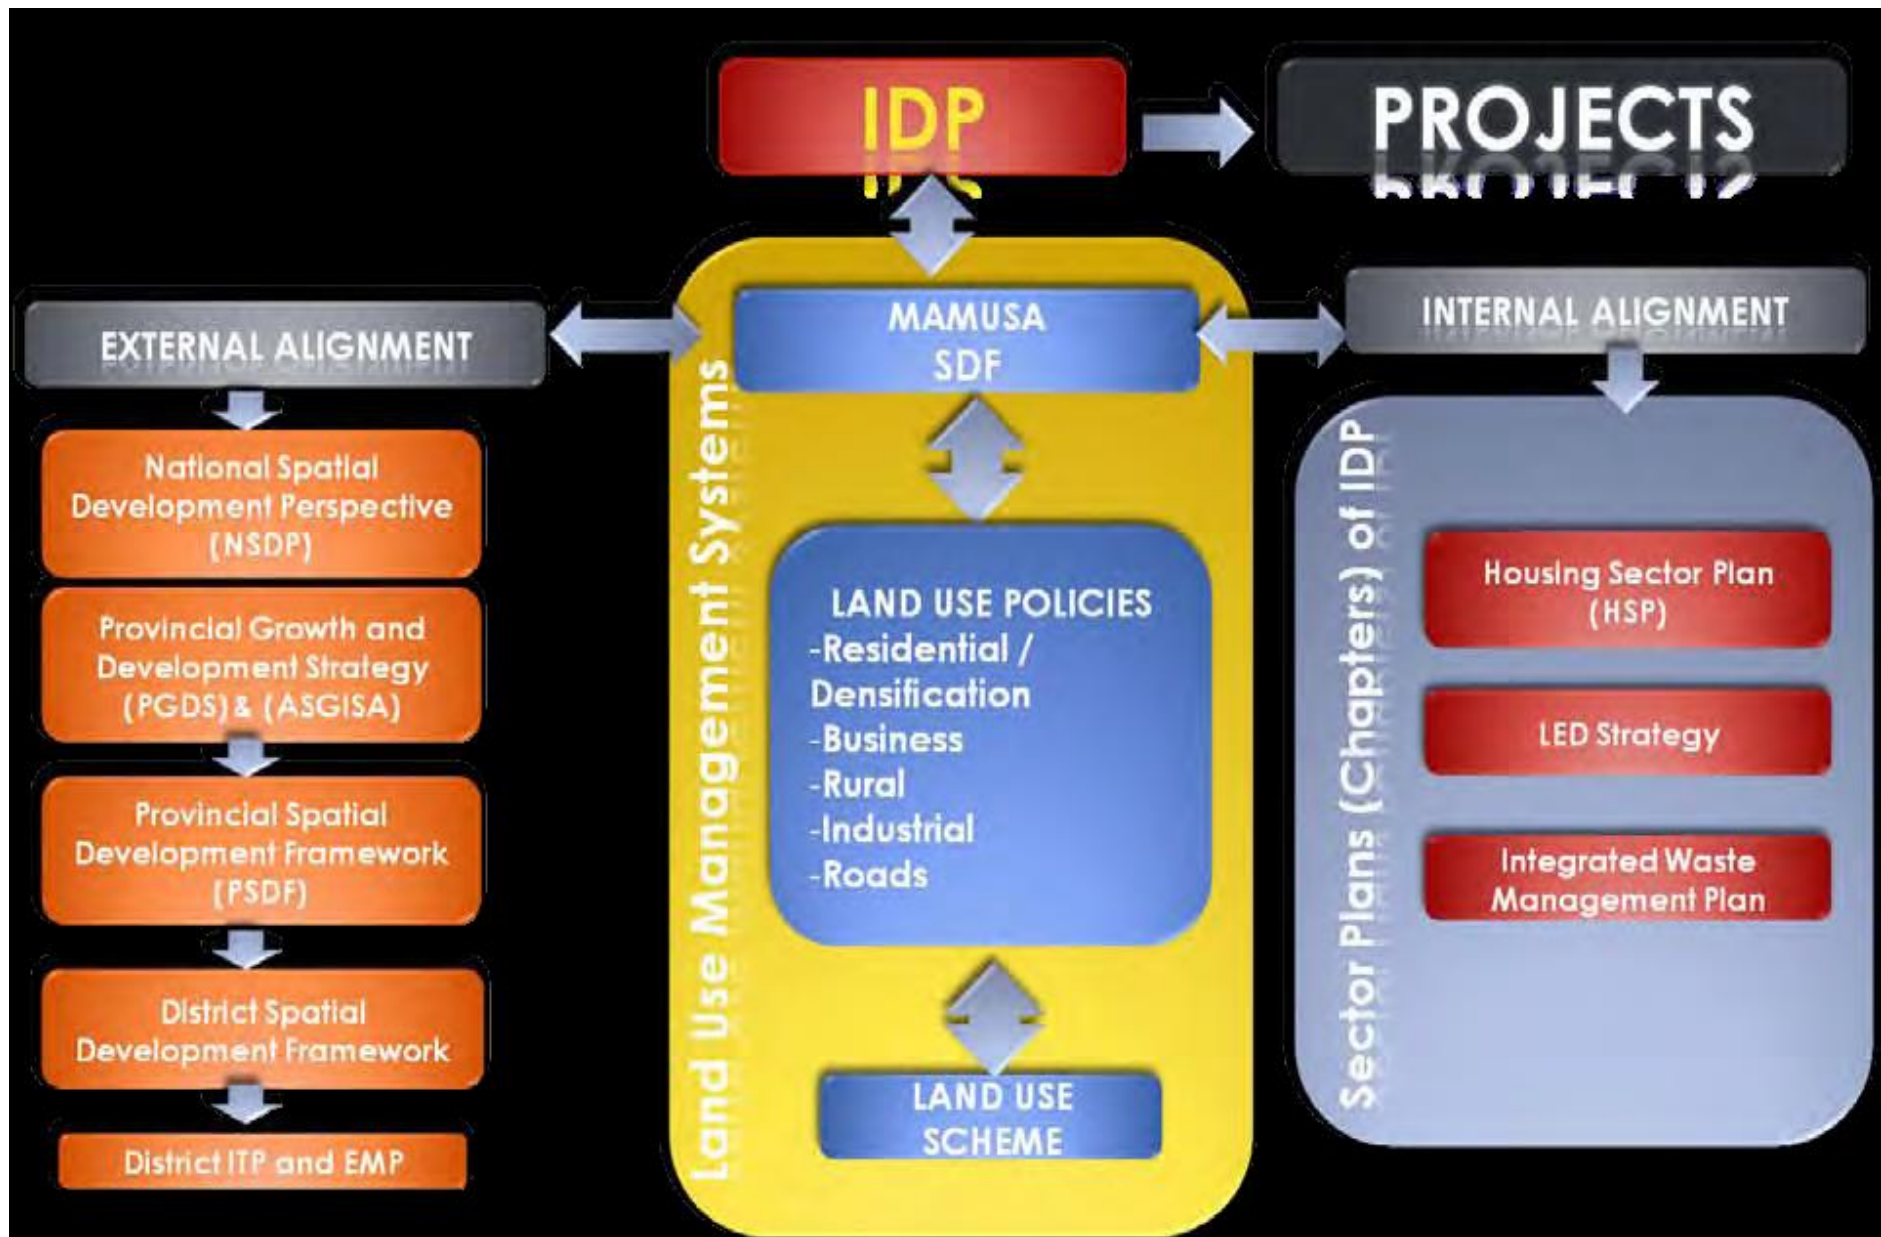 IDP
PROJECTS
EXTERNAL ALIGNMENT
National Spatial
Development Perspective
(NSDP)
Provincial Growth and
Development Strategy
(PGDS)& (ASGISA)
Provincial Spatial
Development Framework
(PSDF)
District Spatial
Development Framework
District ITP and EMP
Land Use Management Systems
MAMUSA
SDF
LAND USE POLICIES
-Residential /
Densification
-Business
-Rural
-Industrial
-Roads
LAND USE
SCHEME
INTERNAL ALIGNMENT
Sector Plans (Chapters) of IDP
Housing Sector Plan
(HSP)
LED Strategy
Integrated Waste
Management Plan